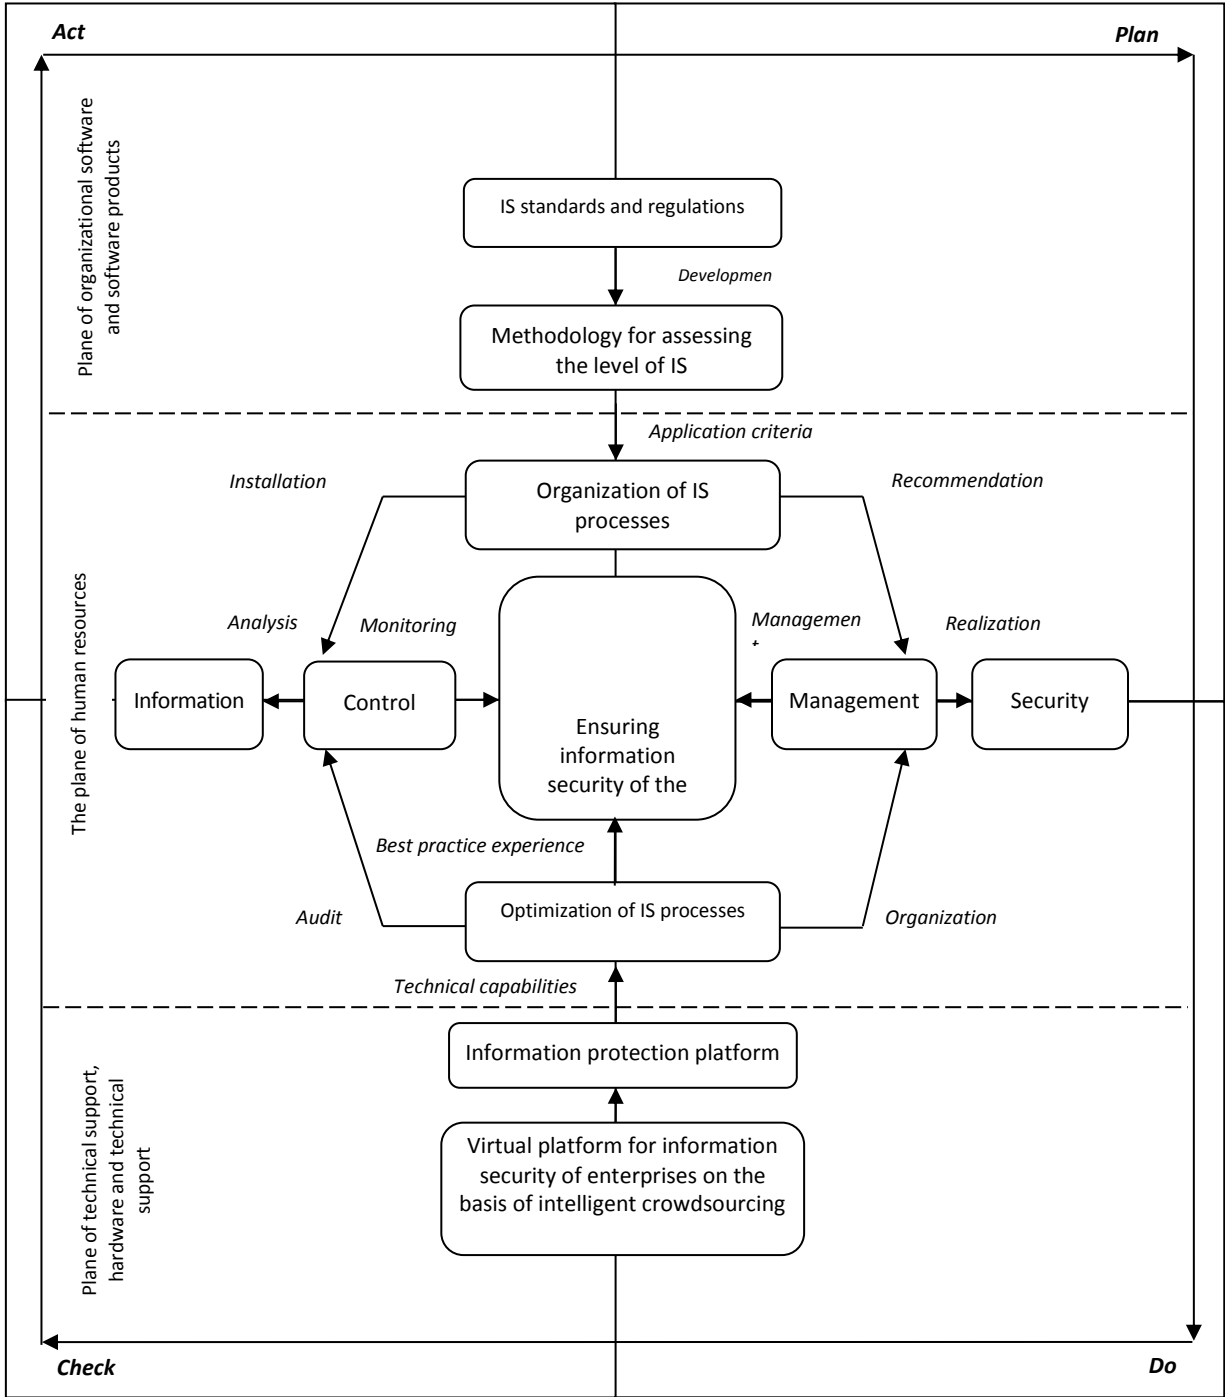 Act
Plan
Plane of organizational software
and software products
IS standards and regulations
Developmen
Methodology for assessing
the level of IS
Application criteria
Installation
Organization of IS
processes
Recommendation
The plane of human resources
Analysis
Monitoring
Managemen
Realization
Information
Control
Ensuring
information
security of the
Management
Security
Best practice experience
Audit
Optimization of IS processes
Organization
Technical capabilities
Plane of technical support,
hardware and technical
support
Information protection platform
Virtual platform for information
security of enterprises on the
basis of intelligent crowdsourcing
Check
Do